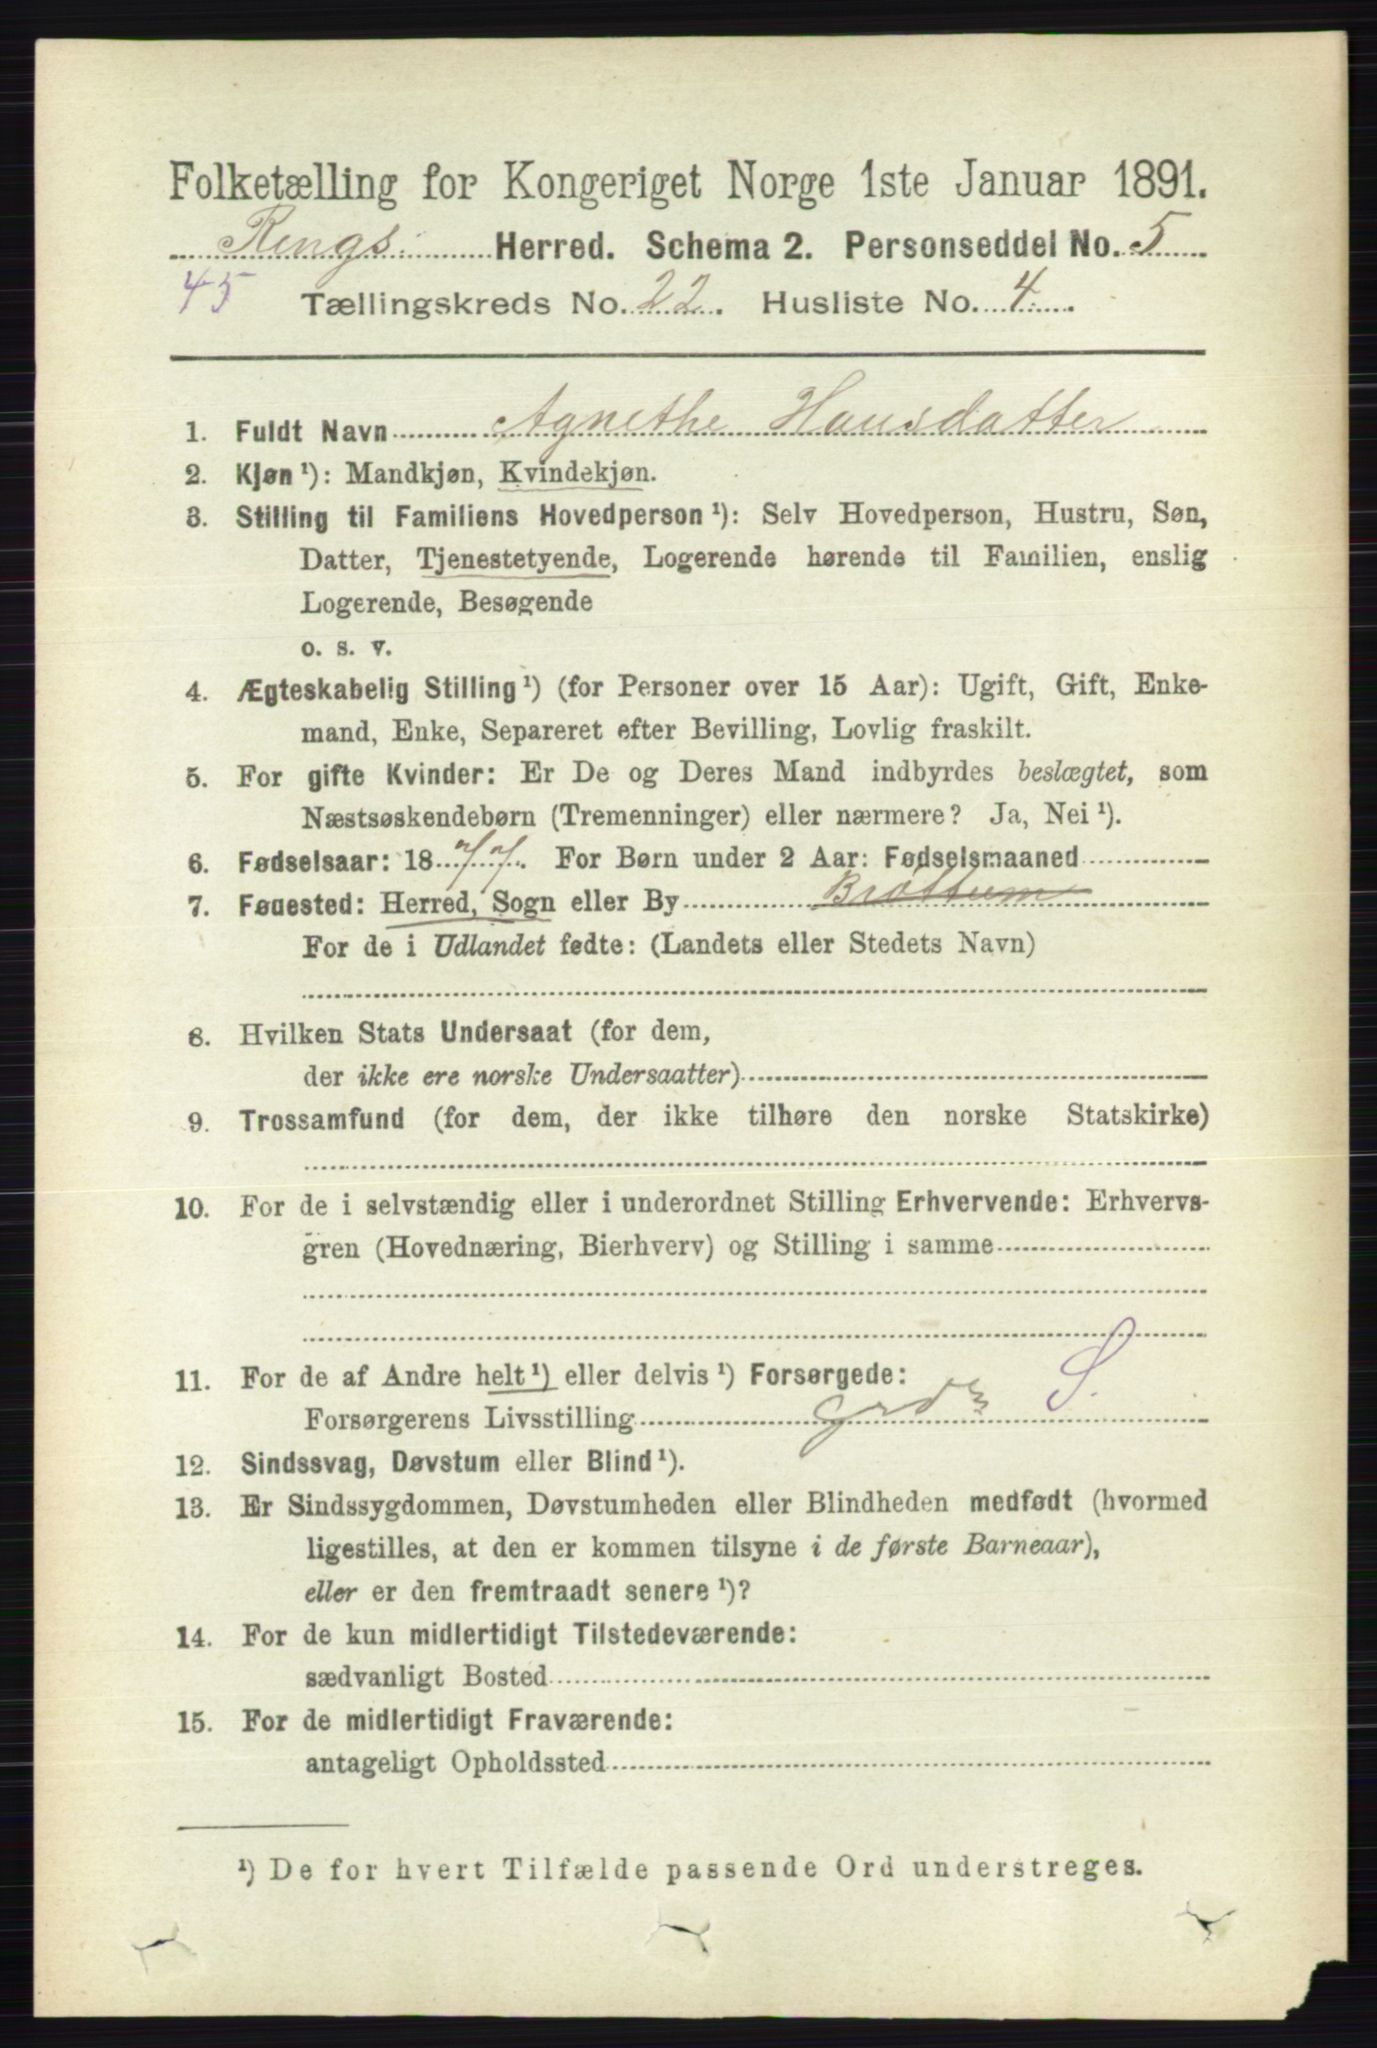 Folketælling for Kongeriget Norge 1ste Januar 1891.
Rings Herred. Schema 2. Personseddel No. 5
45 Tællingskreds No. 22. Husliste No. 4
1. Fuldt Navn Agnethe Hansdatter
2. Kjøn ¹): Mandkjøn, Kvindekjøn.
3. Stilling til Familiens Hovedperson ¹): Selv Hovedperson, Hustru, Søn,
Datter, Tjenestetyende, Logerende hørende til Familien, enslig
Logerende, Besøgende
o. s. v.
4. Ægteskabelig Stilling ¹) (for Personer over 15 Aar): Ugift, Gift, Enke-
mand, Enke, Separeret efter Bevilling, Lovlig fraskilt.
5. For gifte Kvinder: Er De og Deres Mand indbyrdes beslægtet, som
Næstsøskendebørn (Tremenninger) eller nærmere? Ja, Nei ¹).
6. Fødselsaar: 1877. For Børn under 2 Aar: Fødselsmaaned
7. Fødested: Herred, Sogn eller By Brøttum
For de i Udlandet fødte: (Landets eller Stedets Navn)
8. Hvilken Stats Undersaat (for dem,
der ikke ere norske Undersaatter)
9. Trossamfund (for dem, der ikke tilhøre den norske Statskirke)
10. For de i selvstændig eller i underordnet Stilling Erhvervende: Erhvervs-
gren (Hovednæring, Bierhverv) og Stilling i samme
11. For de af Andre helt ¹) eller delvis ¹) Forsørgede: S.
Forsørgerens Livsstilling
12. Sindssvag, Døvstum eller Blind ¹).
13. Er Sindssygdommen, Døvstumheden eller Blindheden medfødt (hvormed
ligestilles, at den er kommen tilsyne i de første Barneaar),
eller er den fremtraadt senere ¹)?
14. For de kun midlertidigt Tilstedeværende:
sædvanligt Bosted
15. For de midlertidigt Fraværende:
antageligt Opholdssted
¹) De for hvert Tilfælde passende Ord understreges.